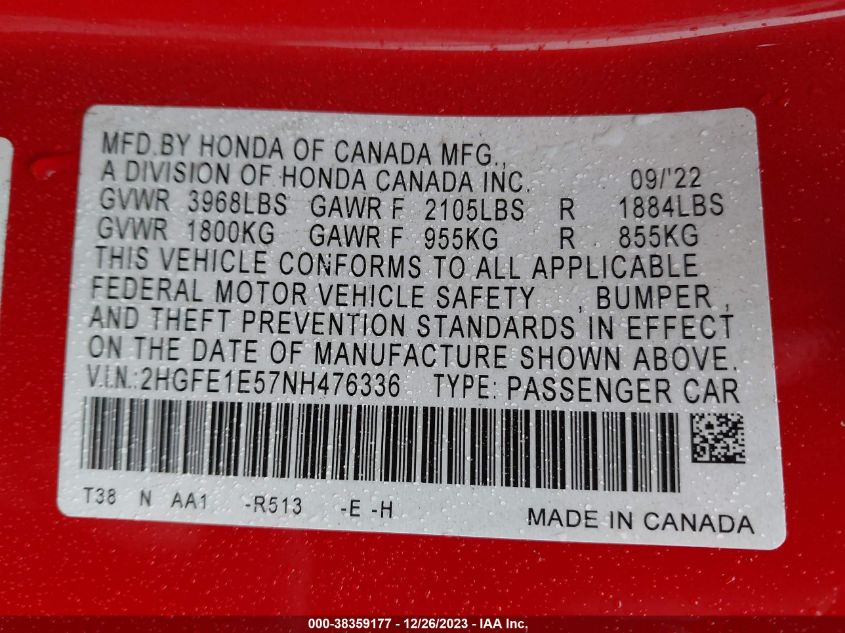 MFD.BY HONDA OF CANADA MFG.,
A DIVISION OF HONDA CANADA INC. 09/'22
GVWR 3968LBS GAWR F 2105LBS R 1884LBS
GVWR 1800KG GAWR F 955KG R 855KG
THIS VEHICLE CONFORMS TO ALL APPLICABLE
FEDERAL MOTOR VEHICLE SAFETY , BUMPER ,
AND THEFT PREVENTION STANDARDS IN EFFECT
ON THE DATE OF MANUFACTURE SHOWN ABOVE.
V.I.N.:2HGFE1E57NH476336 TYPE: PASSENGER CAR
T38 N AA1 -R513 -E -H
MADE IN CANADA
000-38359177 - 12/26/2023 - IAA Inc.